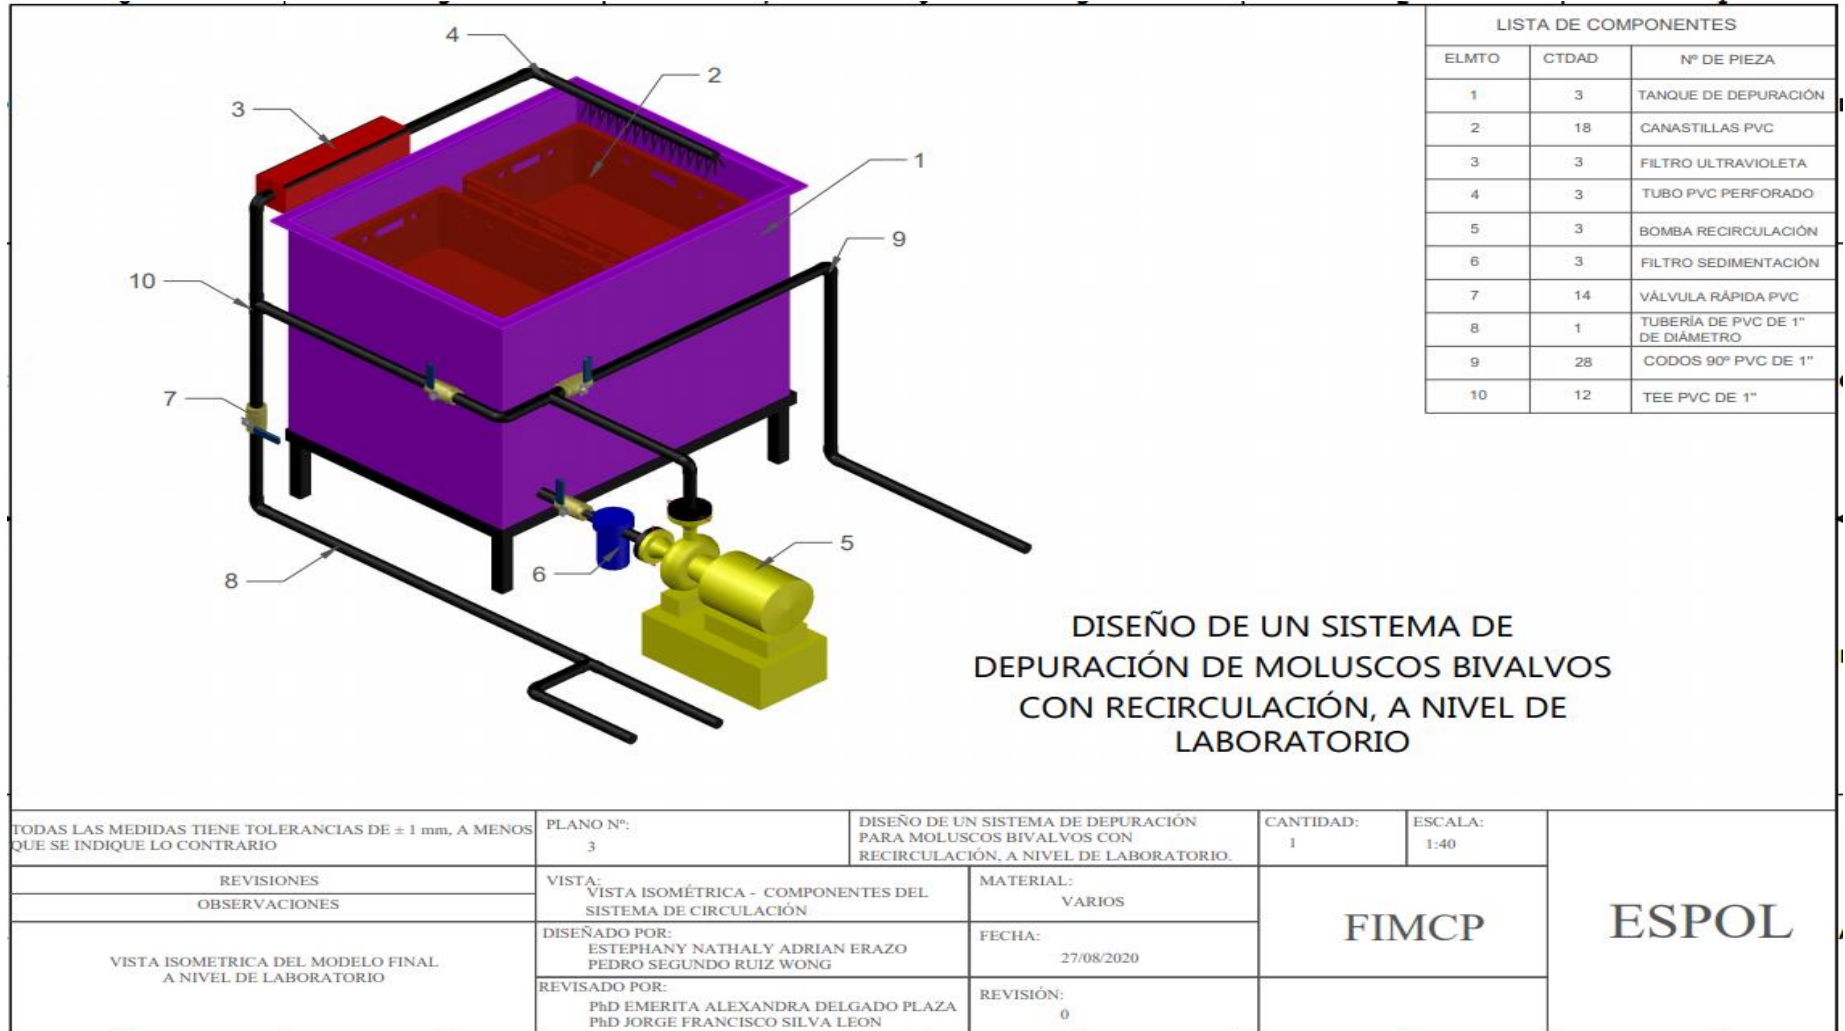 4
2
3
1
9
10
7
5
6
8
LISTA DE COMPONENTES
ELMTO CTDAD Nº DE PIEZA
1 3 TANQUE DE DEPURACIÓN
2 18 CANASTILLAS PVC
3 3 FILTRO ULTRAVIOLETA
4 3 TUBO PVC PERFORADO
5 3 BOMBA RECIRCULACIÓN
6 3 FILTRO SEDIMENTACIÓN
7 14 VÁLVULA RÁPIDA PVC
8 1 TUBERÍA DE PVC DE 1"
DE DIÁMETRO
9 28 CODOS 90º PVC DE 1"
10 12 TEE PVC DE 1"
DISEÑO DE UN SISTEMA DE
DEPURACIÓN DE MOLUSCOS BIVALVOS
CON RECIRCULACIÓN, A NIVEL DE
LABORATORIO
TODAS LAS MEDIDAS TIENE TOLERANCIAS DE ± 1 mm, A MENOS
QUE SE INDIQUE LO CONTRARIO
PLANO Nº:
3
DISEÑO DE UN SISTEMA DE DEPURACIÓN
PARA MOLUSCOS BIVALVOS CON
RECIRCULACIÓN, A NIVEL DE LABORATORIO.
CANTIDAD:
1
ESCALA:
1:40
REVISIONES
OBSERVACIONES
VISTA ISOMETRICA DEL MODELO FINAL
A NIVEL DE LABORATORIO
VISTA:
VISTA ISOMÉTRICA - COMPONENTES DEL
SISTEMA DE CIRCULACIÓN
MATERIAL:
VARIOS
DISEÑADO POR:
ESTEPHANY NATHALY ADRIAN ERAZO
PEDRO SEGUNDO RUIZ WONG
FECHA:
27/08/2020
REVISADO POR:
PhD EMERITA ALEXANDRA DELGADO PLAZA
PhD JORGE FRANCISCO SILVA LEON
REVISIÓN:
0
FIMCP
ESPOL